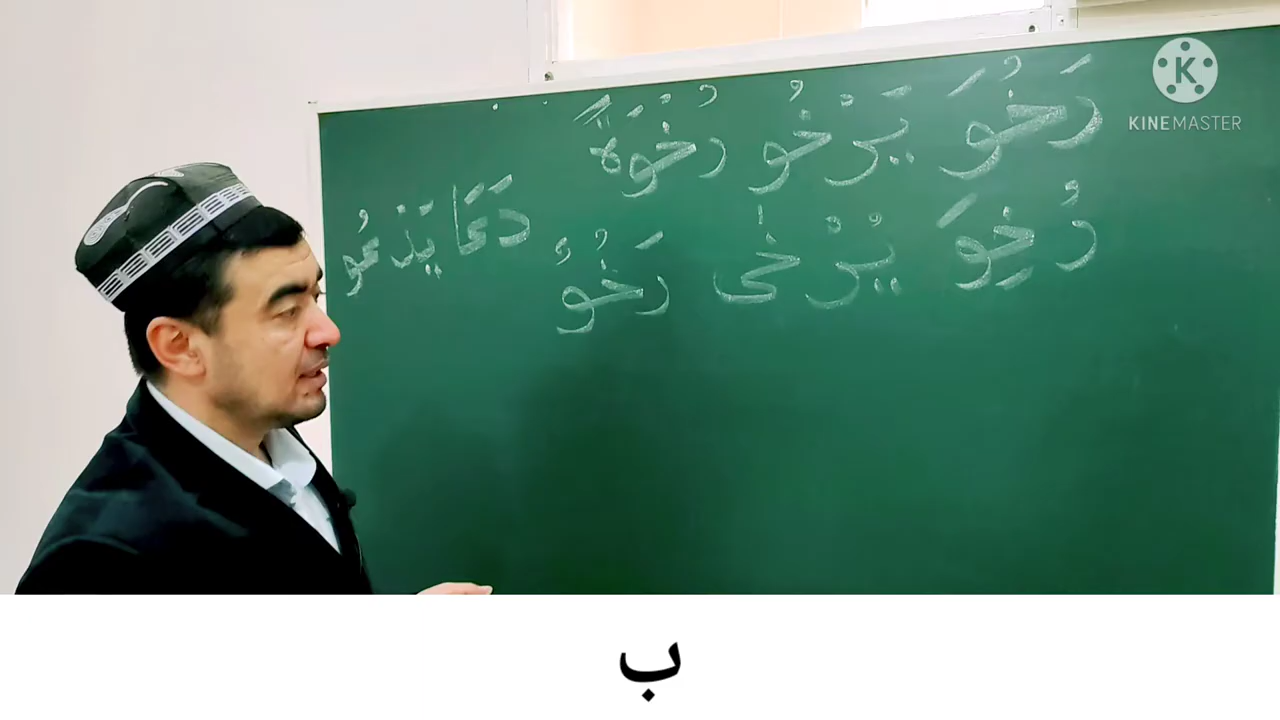 رَخُوَ يَرْخُو رُخْوَةً
دَعَا يَدْعُو
رُخِوَ يُرْخٰى رَخُوُ
KINEMASTER
ب